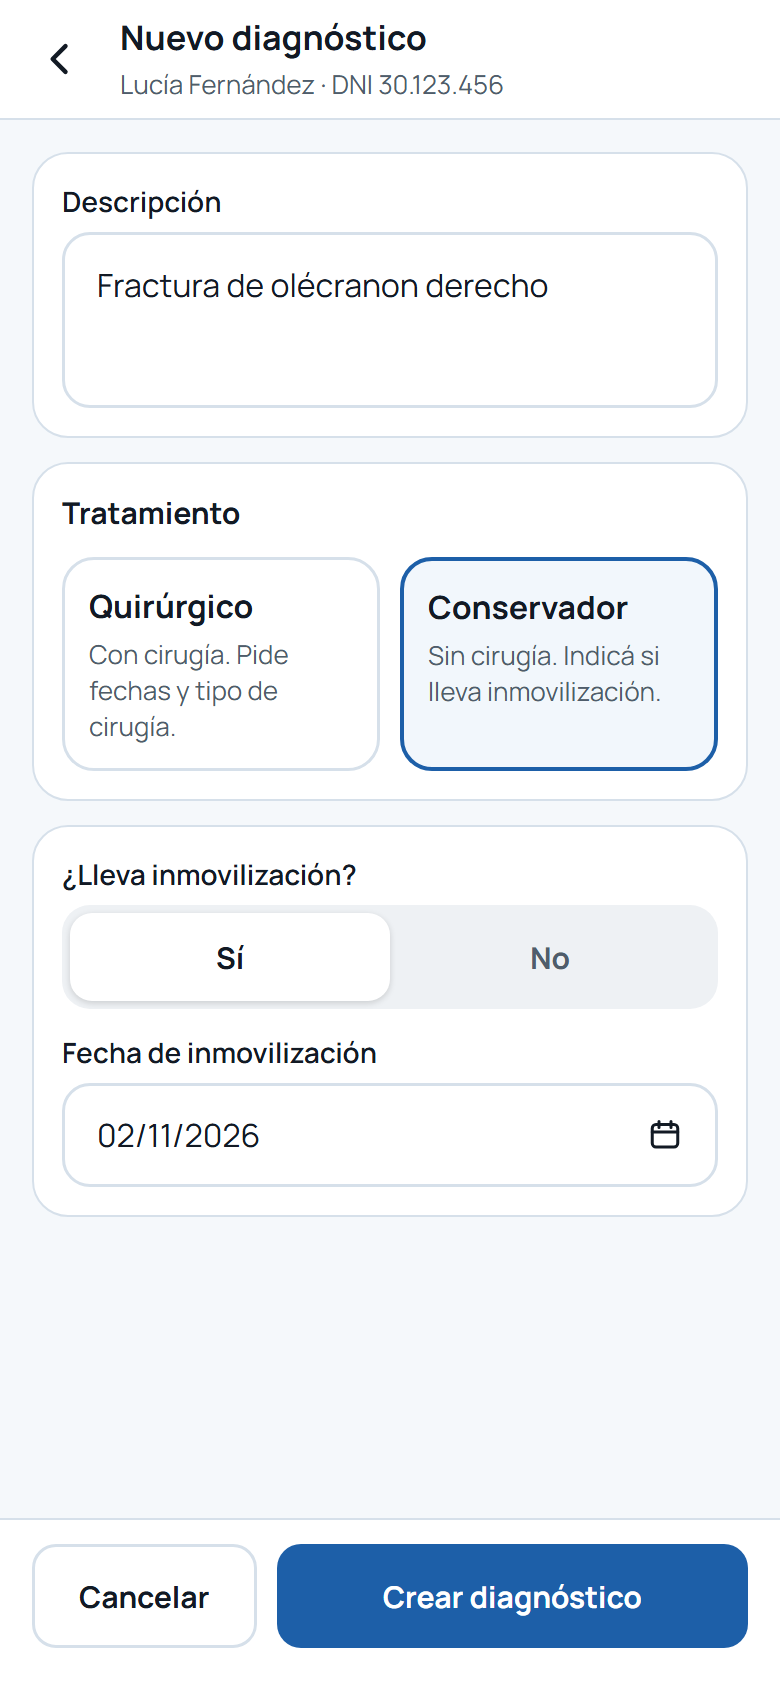 Nuevo diagnóstico
Lucía Fernández · DNI 30.123.456
Descripción
Fractura de olécranon derecho
Tratamiento
Quirúrgico
Con cirugía. Pide
fechas y tipo de
cirugía.
Conservador
Sin cirugía. Indicá si
lleva inmovilización.
¿Lleva inmovilización?
Sí
No
Fecha de inmovilización
02/11/2026
Cancelar
Crear diagnóstico